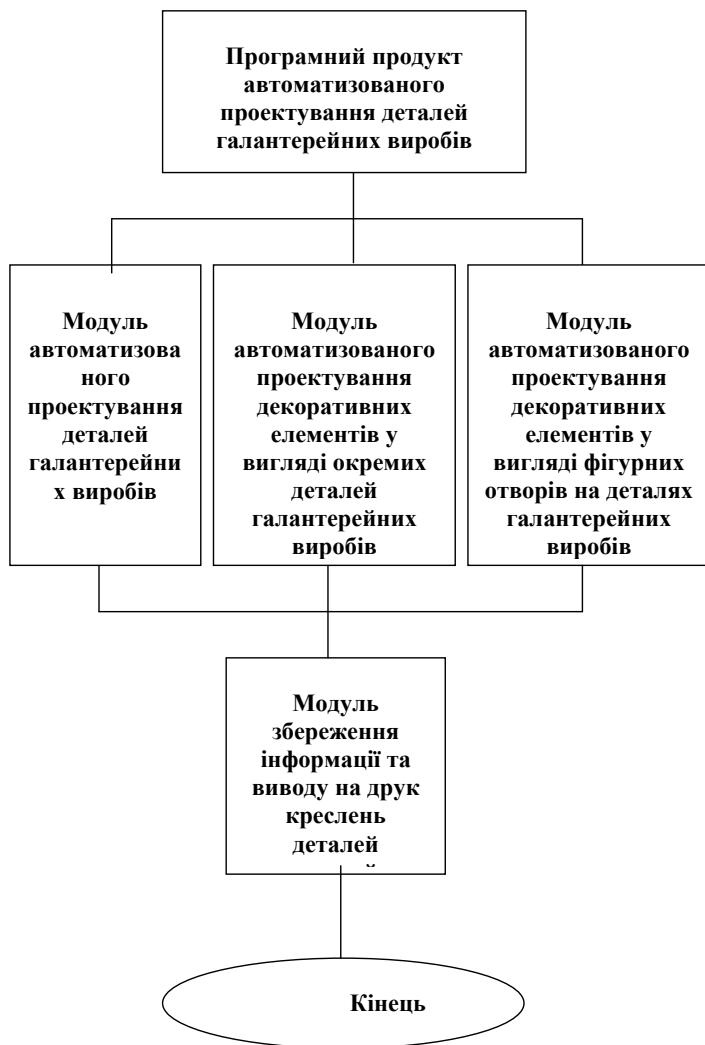 Програмний продукт
автоматизованого
проектування деталей
галантерейних виробів
Модуль
автоматизова
ного
проектування
деталей
галантерейни
х виробів
Модуль
автоматизованого
проектування
декоративних
елементів у
вигляді окремих
деталей
галантерейних
виробів
Модуль
автоматизованого
проектування
декоративних
елементів у
вигляді фігурних
отворів на деталях
галантерейних
виробів
Модуль
збереження
інформації та
виводу на друк
креслень
деталей
Кінець